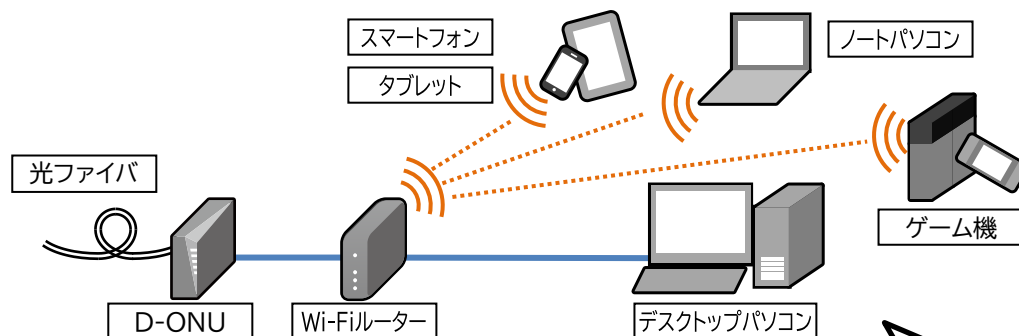 スマートフォン
タブレット
ノートパソコン
光ファイバ
ゲーム機
D-ONU
Wi-Fiルーター
デスクトップパソコン